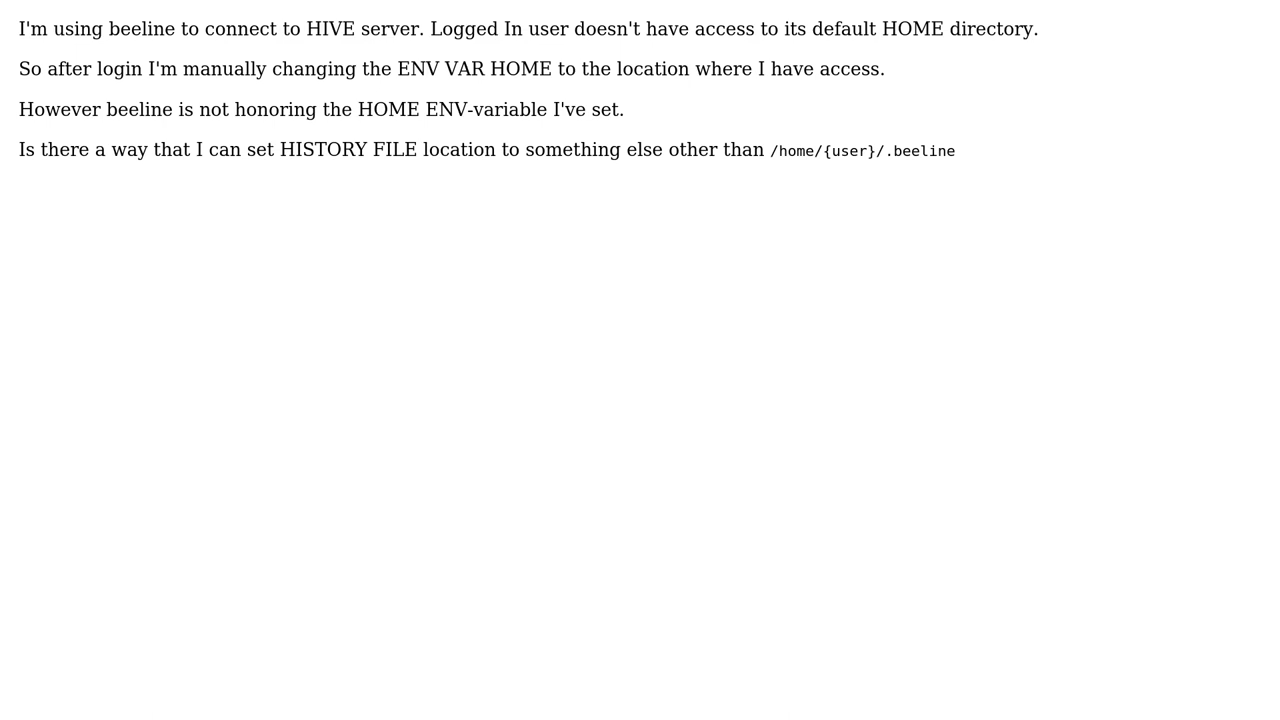 I'm using beeline to connect to HIVE server. Logged In user doesn't have access to its default HOME directory.
So after login I'm manually changing the ENV VAR HOME to the location where I have access.
However beeline is not honoring the HOME ENV-variable I've set.
Is there a way that I can set HISTORY FILE location to something else other than /home/{user}/.beeline